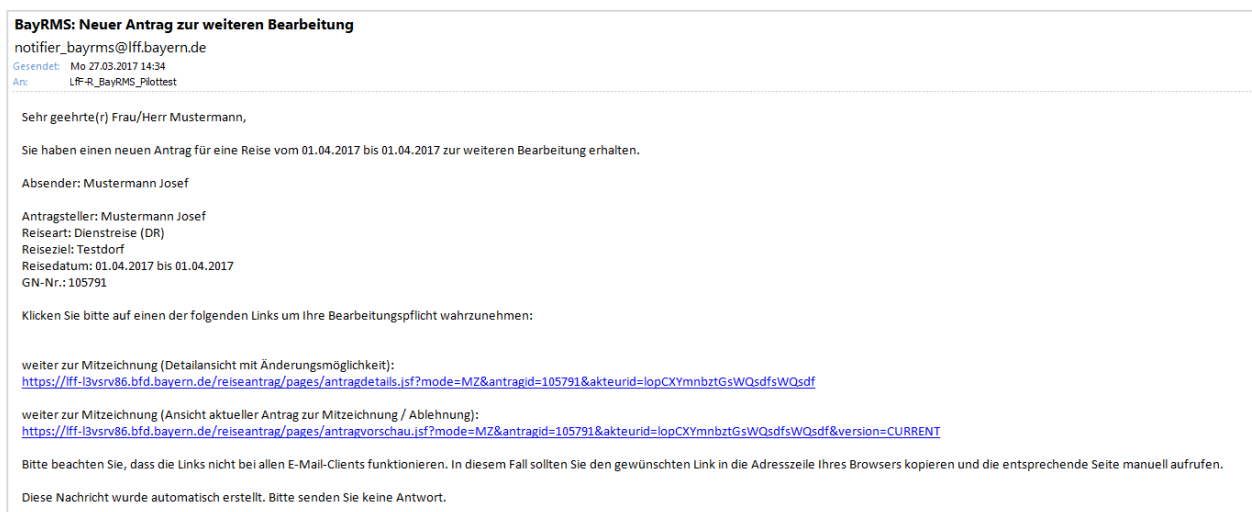 BayRMS: Neuer Antrag zur weiteren Bearbeitung
notifier_bayrms@lff.bayern.de
Gesendet: Mo 27.03.2017 14:34
An: LfF-R_BayRMS_Pilottest
Sehr geehrte(r) Frau/Herr Mustermann,
Sie haben einen neuen Antrag für eine Reise vom 01.04.2017 bis 01.04.2017 zur weiteren Bearbeitung erhalten.
Absender: Mustermann Josef
Antragsteller: Mustermann Josef
Reiseart: Dienstreise (DR)
Reiseziel: Testdorf
Reisedatum: 01.04.2017 bis 01.04.2017
GN-Nr.: 105791
Klicken Sie bitte auf einen der folgenden Links um Ihre Bearbeitungspflicht wahrzunehmen:
weiter zur Mitzeichnung (Detailansicht mit Änderungsmöglichkeit):
https://lff-l3vsrv86.bfd.bayern.de/reiseantrag/pages/antragdetails.jsf?mode=MZ&antragid=105791&akteurid=lopCXYmnbztGsWQsdfsWQsdf
weiter zur Mitzeichnung (Ansicht aktueller Antrag zur Mitzeichnung / Ablehnung):
https://lff-l3vsrv86.bfd.bayern.de/reiseantrag/pages/antragvorschau.jsf?mode=MZ&antragid=105791&akteurid=lopCXYmnbztGsWQsdfsWQsdf&version=CURRENT
Bitte beachten Sie, dass die Links nicht bei allen E-Mail-Clients funktionieren. In diesem Fall sollten Sie den gewünschten Link in die Adresszeile Ihres Browsers kopieren und die entsprechende Seite manuell aufrufen.
Diese Nachricht wurde automatisch erstellt. Bitte senden Sie keine Antwort.